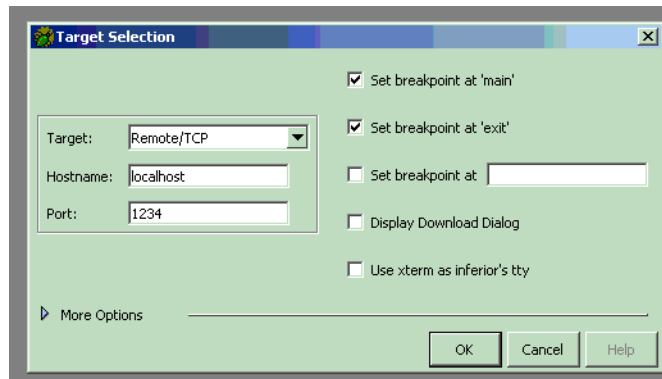 Target Selection
Set breakpoint at 'main'
Set breakpoint at 'exit'
Target: Remote/TCP
Hostname: localhost
Set breakpoint at
Port: 1234
Display Download Dialog
Use xterm as inferior's tty
More Options
OK Cancel Help